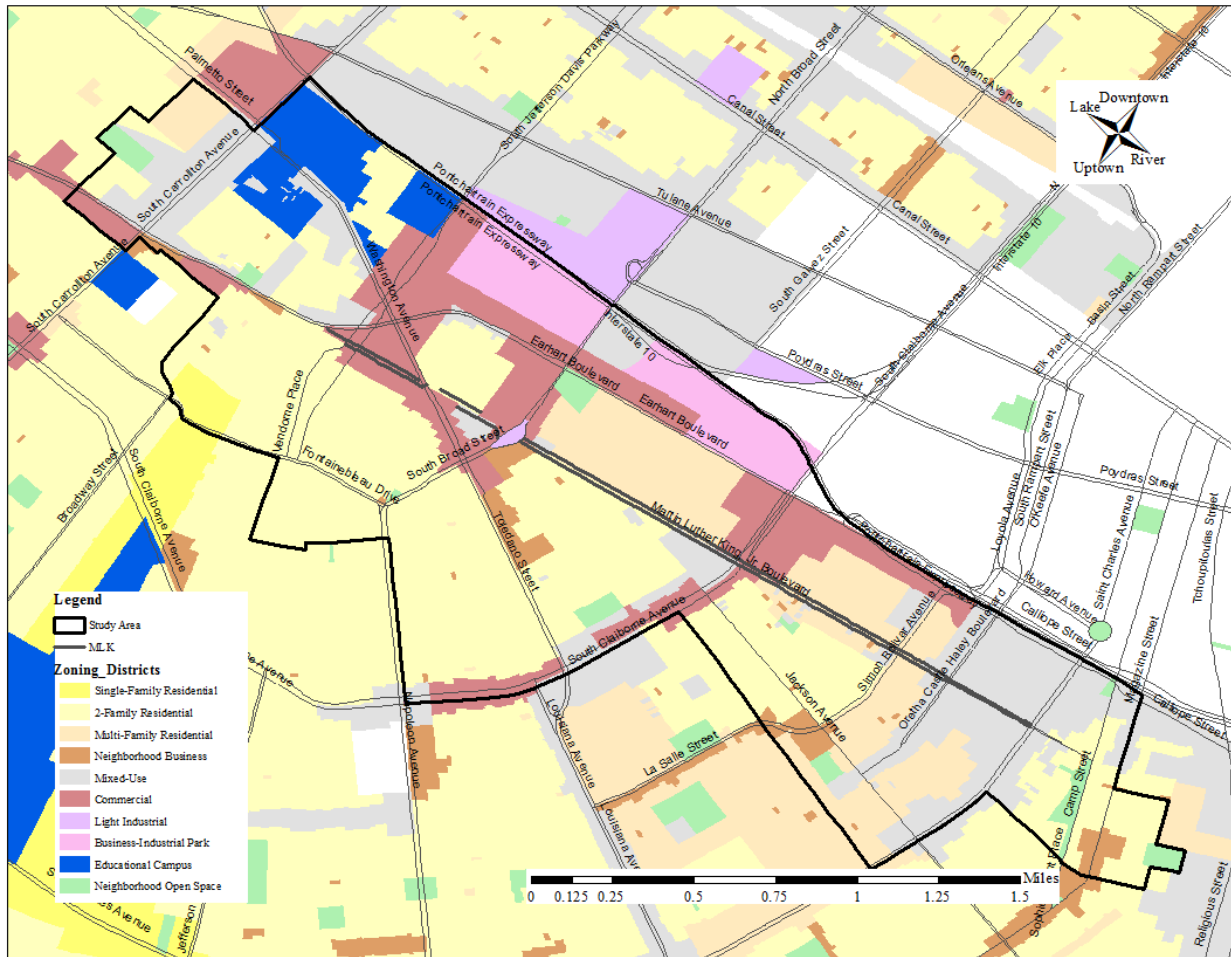 Palmetto Street
South Carrollton Avenue
South Carrollton Avenue
South Carrollton Avenue
South Jefferson Davis Parkway
North Broad Street
Orleans Avenue
Interstate 10
Canal Street
Downtown
Lake
River
Uptown
Portchartrain Expressway
Portchartrain Expressway
Tulane Avenue
Canal Street
Interstate 10
South Galvez Street
Basin Street
North Rampart Street
Washington Avenue
Interstate 10
South Claiborne Avenue
Elk Place
Poydras Street
Earhart Boulevard
Earhart Boulevard
Vendome Place
South Broad Street
Fontainebleau Drive
Broadway Street
South Claiborne Avenue
Toledano Street
Martin Luther King, Jr. Boulevard
Poydras Street
Loyola Avenue
South Rampart Street
O'Keefe Avenue
Saint Charles Avenue
Tchoupitoulas Street
Howard Avenue
Calliope Street
Magazine Street
Calliope Street
South Claiborne Avenue
Simon Bolivar Avenue
Oretha Castle Haley Boulevard
Jackson Avenue
Napoleon Avenue
Louisiana Avenue
La Salle Street
Camp Street
Religious Street
Legend
Study Area
MLK
Zoning_Districts
Single-Family Residential
2-Family Residential
Multi-Family Residential
Neighborhood Business
Mixed-Use
Commercial
Light Industrial
Business-Industrial Park
Educational Campus
Neighborhood Open Space
Miles
0 0.125 0.25 0.5 0.75 1 1.25 1.5